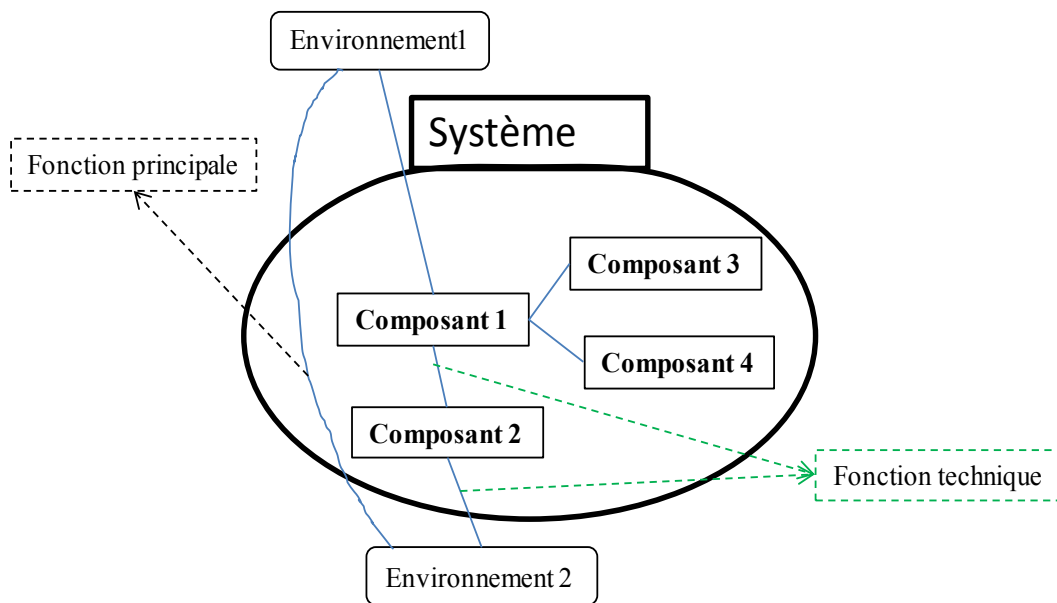 Environnement1
Système
Fonction principale
Composant 3
Composant 1
Composant 4
Composant 2
Fonction technique
Environnement 2